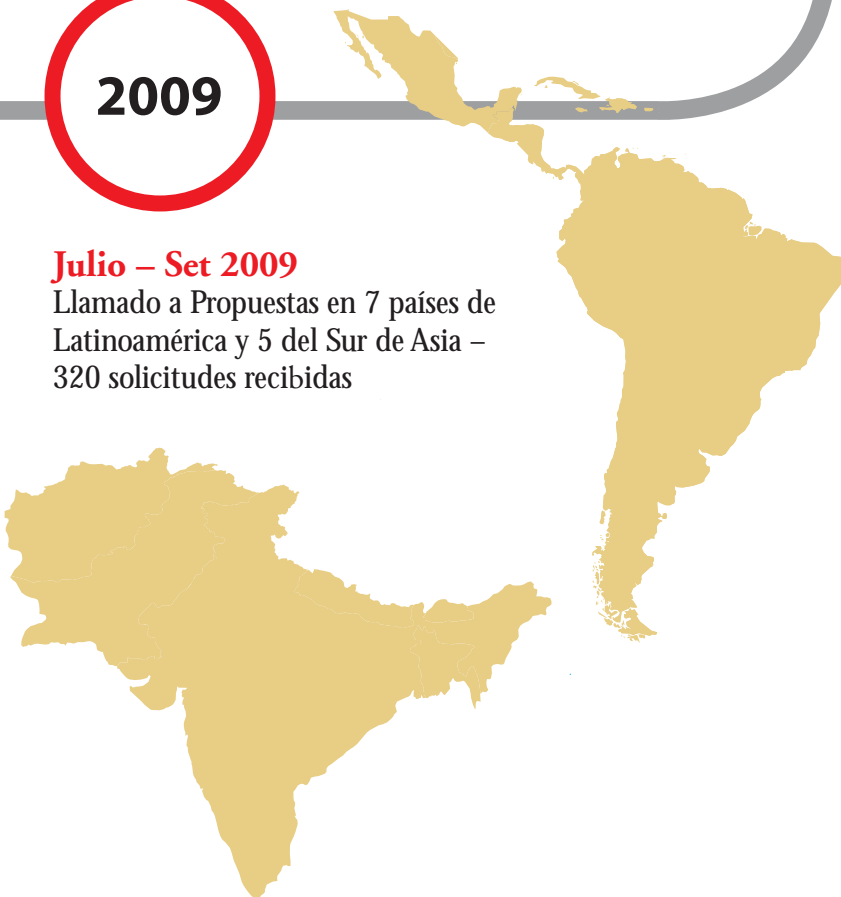 2009
Julio – Set 2009
Llamado a Propuestas en 7 países de
Latinoamérica y 5 del Sur de Asia –
320 solicitudes recibidas